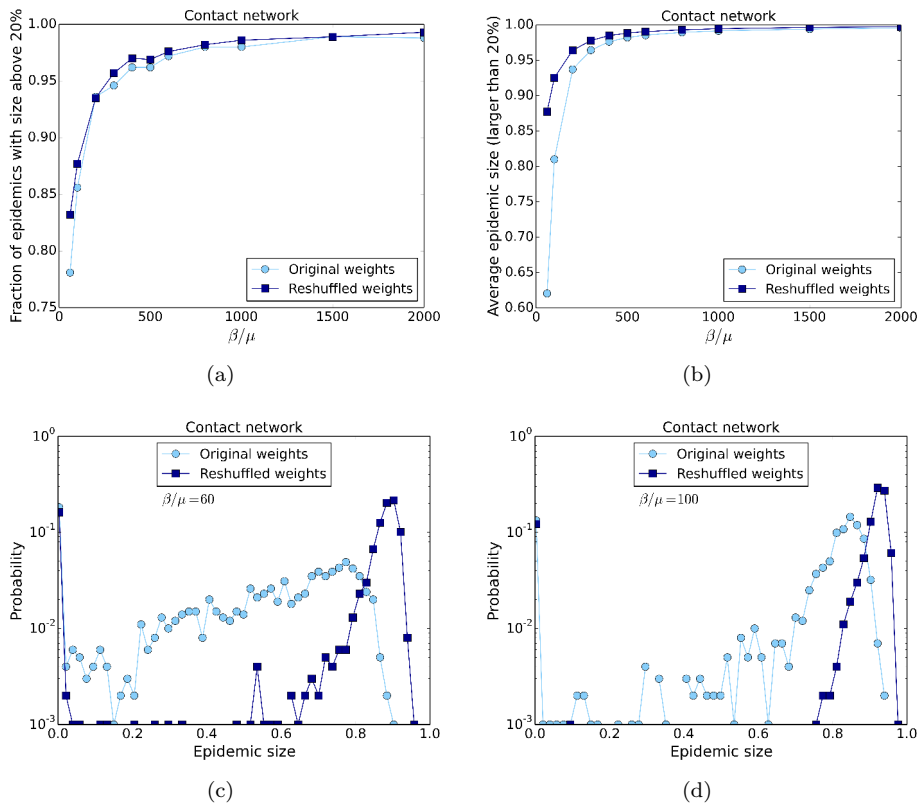 Contact network
Fraction of epidemics with size above 20%
1.00
0.95
0.90
0.85
0.80
0.75
Original weights
Reshuffled weights
0 500 1000 1500 2000
β/μ
(a)
Contact network
Average epidemic size (larger than 20%)
1.00
0.95
0.90
0.85
0.80
0.75
0.70
0.65
0.60
Original weights
Reshuffled weights
0 500 1000 1500 2000
β/μ
(b)
Contact network
Probability
10^0
10^-1
10^-2
10^-3
Original weights
Reshuffled weights
β/μ=60
0.0 0.2 0.4 0.6 0.8 1.0
Epidemic size
(c)
Contact network
Probability
10^0
10^-1
10^-2
10^-3
Original weights
Reshuffled weights
β/μ=100
0.0 0.2 0.4 0.6 0.8 1.0
Epidemic size
(d)